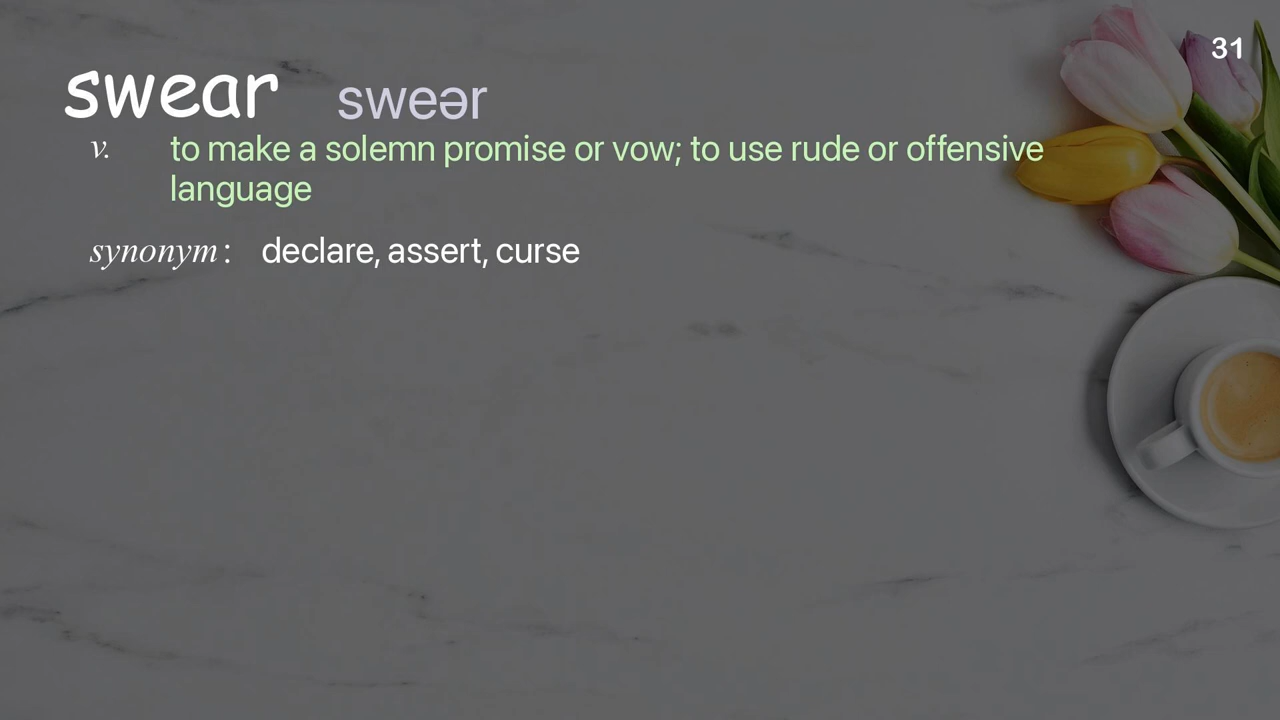 31
swear sweər
v. to make a solemn promise or vow; to use rude or offensive
language
synonym : declare, assert, curse